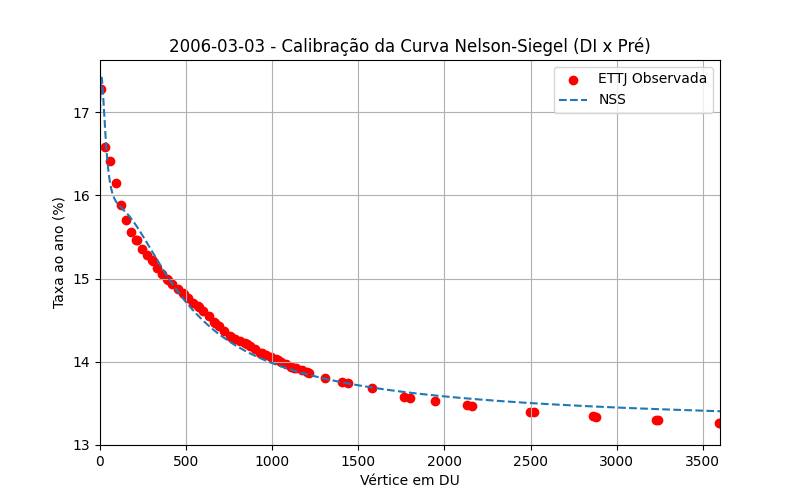 2006-03-03 - Calibração da Curva Nelson-Siegel (DI x Pré)
ETTJ Observada
NSS
Taxa ao ano (%)
17
16
15
14
13
0 500 1000 1500 2000 2500 3000 3500
Vértice em DU